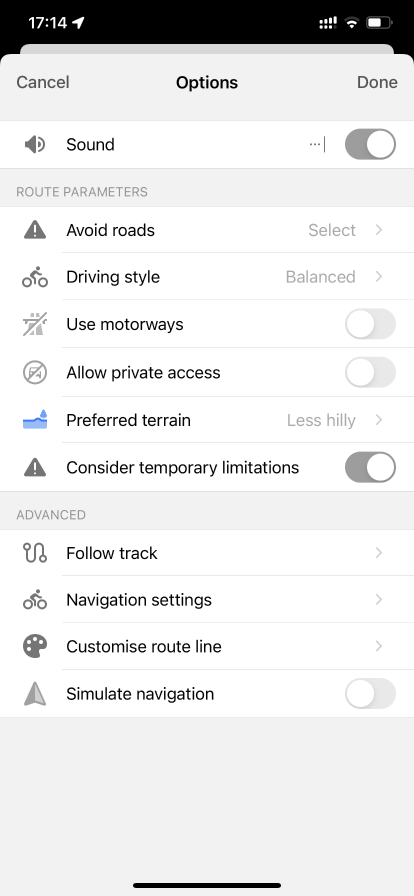 17:14
Cancel
Options
Done
Sound
ROUTE PARAMETERS
Avoid roads
Select
Driving style
Balanced
Use motorways
Allow private access
Preferred terrain
Less hilly
Consider temporary limitations
ADVANCED
Follow track
Navigation settings
Customise route line
Simulate navigation